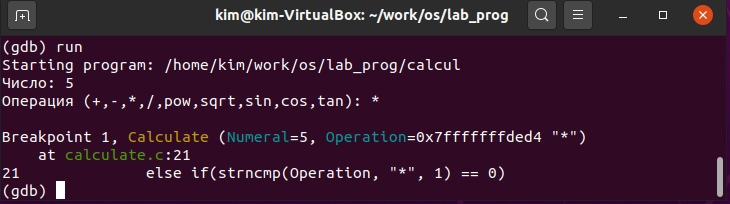 kim@kim-VirtualBox: ~/work/os/lab_prog
(gdb) run
Starting program: /home/kim/work/os/lab_prog/calcul
Число: 5
Операция (+,-,*,/,pow,sqrt,sin,cos,tan): *
Breakpoint 1, Calculate (Numeral=5, Operation=0x7fffffffded4 "*")
at calculate.c:21
21 else if(strncmp(Operation, "*", 1) == 0)
(gdb)